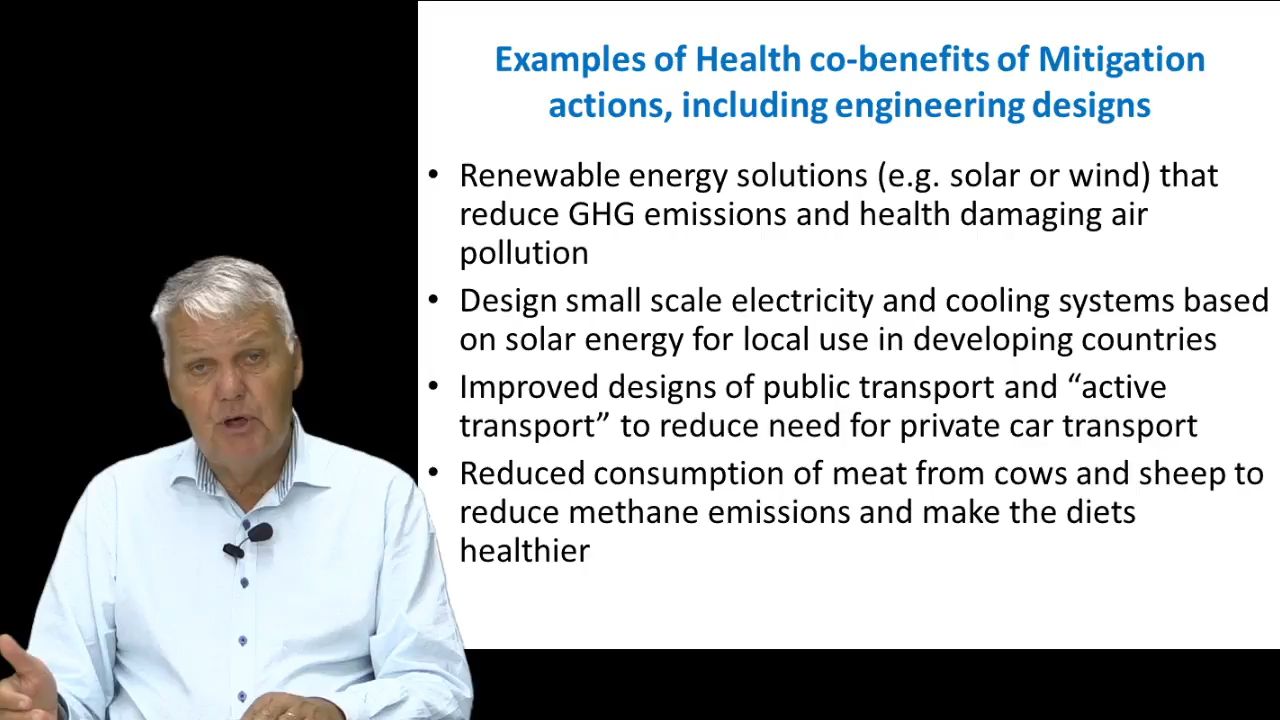 Examples of Health co-benefits of Mitigation
actions, including engineering designs
• Renewable energy solutions (e.g. solar or wind) that
reduce GHG emissions and health damaging air
pollution
• Design small scale electricity and cooling systems based
on solar energy for local use in developing countries
• Improved designs of public transport and “active
transport” to reduce need for private car transport
• Reduced consumption of meat from cows and sheep to
reduce methane emissions and make the diets
healthier